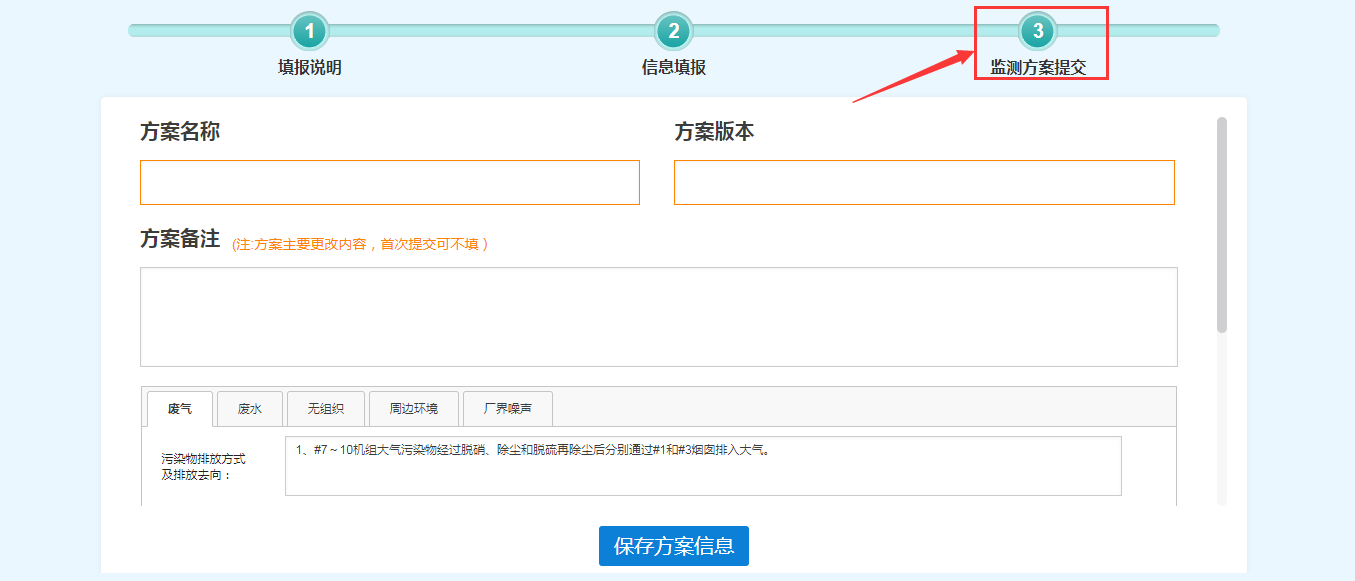 1 2 3
填报说明 信息填报 监测方案提交
方案名称 方案版本
方案备注 (注:方案主要更改内容，首次提交可不填）
废气 废水 无组织 周边环境 厂界噪声
污染物排放方式
及排放去向：
1、#7～10机组大气污染物经过脱硝、除尘和脱硫再除尘后分别通过#1和#3烟囱排入大气。
保存方案信息